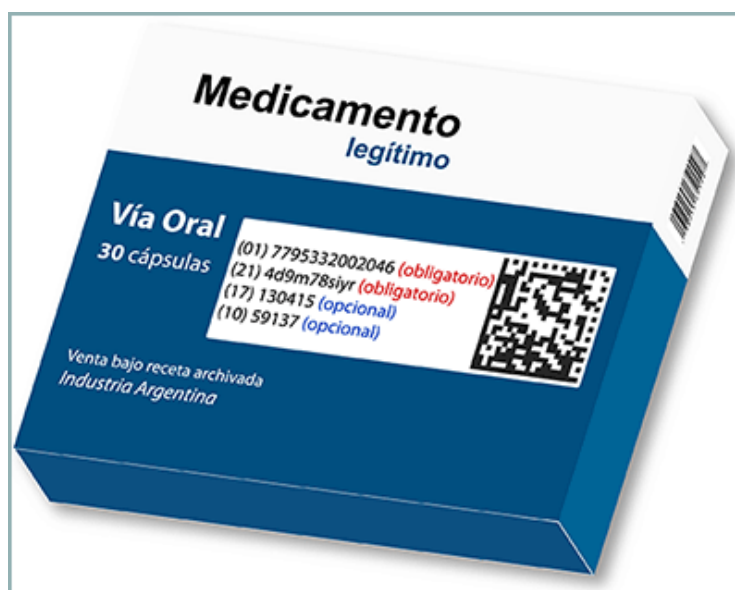 Medicamento
legítimo
Vía Oral
30 cápsulas
(01) 7795332002046 (obligatorio)
(21) 4d9m78siyr (obligatorio)
(17) 130415 (opcional)
(10) 59137 (opcional)
Venta bajo receta archivada
Industria Argentina